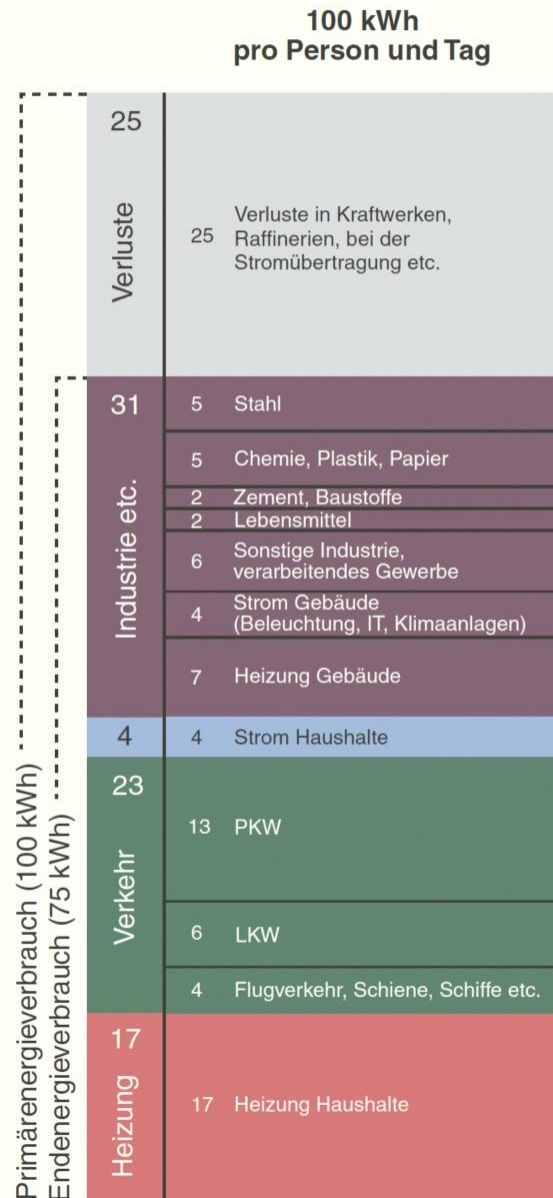 100 kWh
pro Person und Tag
25
Verluste
25 Verluste in Kraftwerken,
Raffinerien, bei der
Stromübertragung etc.
31
Industrie etc.
5 Stahl
5 Chemie, Plastik, Papier
2 Zement, Baustoffe
2 Lebensmittel
6 Sonstige Industrie,
verarbeitendes Gewerbe
4 Strom Gebäude
(Beleuchtung, IT, Klimaanlagen)
7 Heizung Gebäude
4
4 Strom Haushalte
23
Verkehr
13 PKW
6 LKW
4 Flugverkehr, Schiene, Schiffe etc.
17
Heizung
17 Heizung Haushalte
Primärenergieverbrauch (100 kWh)
Endenergieverbrauch (75 kWh)